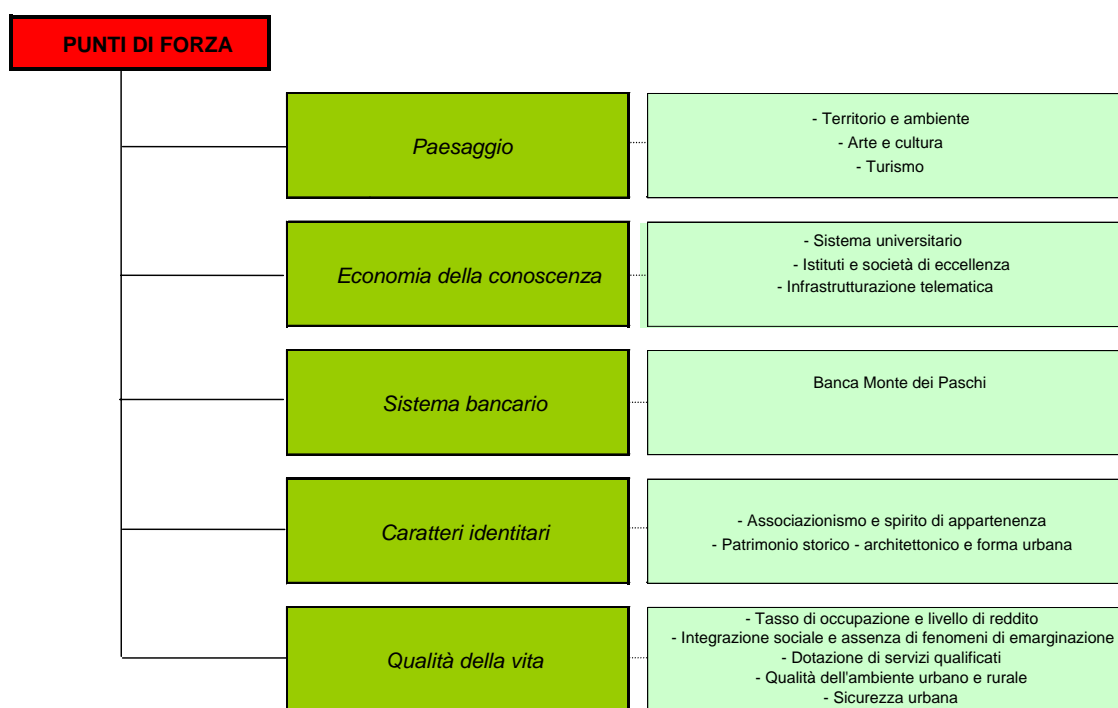 PUNTI DI FORZA
Paesaggio
- Territorio e ambiente
- Arte e cultura
- Turismo
Economia della conoscenza
- Sistema universitario
- Istituti e società di eccellenza
- Infrastrutturazione telematica
Sistema bancario
Banca Monte dei Paschi
Caratteri identitari
- Associazionismo e spirito di appartenenza
- Patrimonio storico - architettonico e forma urbana
Qualità della vita
- Tasso di occupazione e livello di reddito
- Integrazione sociale e assenza di fenomeni di emarginazione
- Dotazione di servizi qualificati
- Qualità dell'ambiente urbano e rurale
- Sicurezza urbana